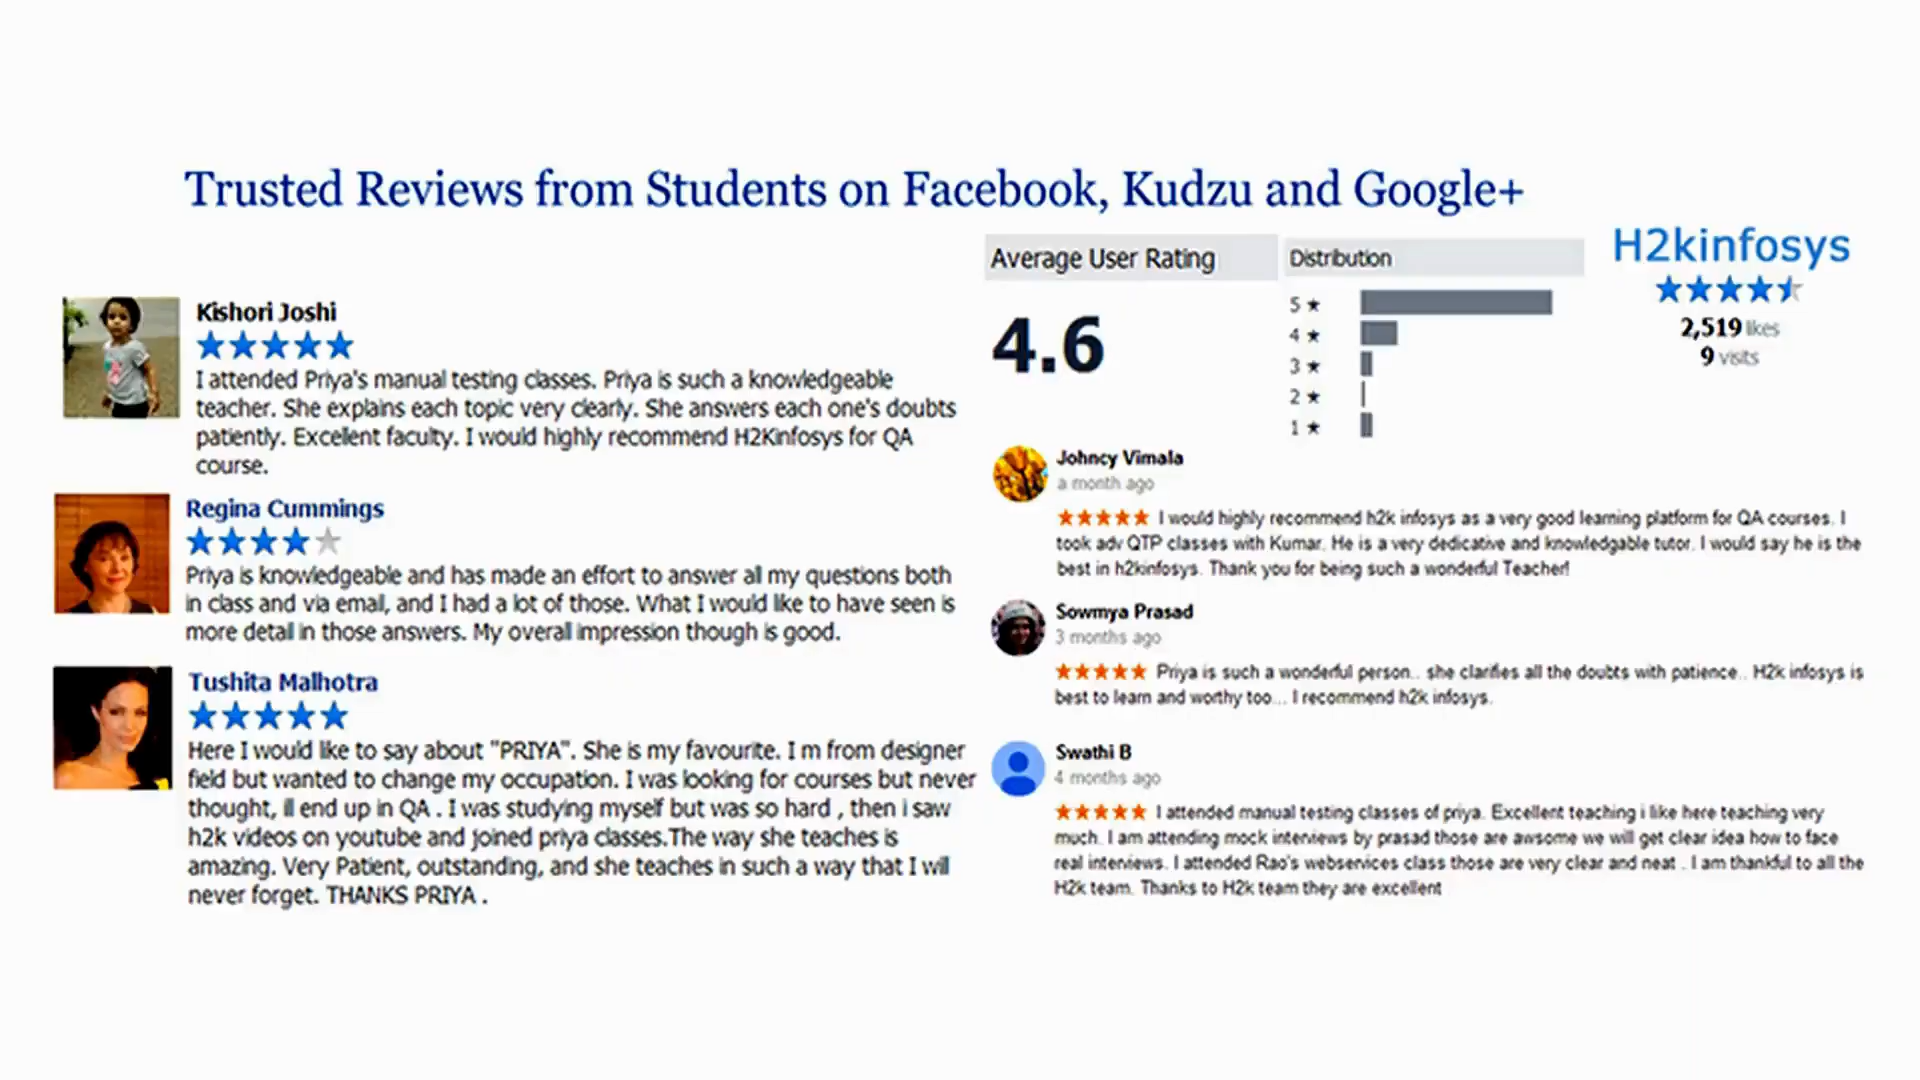 Trusted Reviews from Students on Facebook, Kudzu and Google+
Kishori Joshi
I attended Priya's manual testing classes. Priya is such a knowledgeable
teacher. She explains each topic very clearly. She answers each one's doubts
patiently. Excellent faculty. I would highly recommend H2Kinfosys for QA
course.
Regina Cummings
Priya is knowledgeable and has made an effort to answer all my questions both
in class and via email, and I had a lot of those. What I would like to have seen is
more detail in those answers. My overall impression though is good.
Tushita Malhotra
Here I would like to say about "PRIYA". She is my favourite. I m from designer
field but wanted to change my occupation. I was looking for courses but never
thought, ill end up in QA . I was studying myself but was so hard , then i saw
h2k videos on youtube and joined priya classes.The way she teaches is
amazing. Very Patient, outstanding, and she teaches in such a way that I will
never forget. THANKS PRIYA .
Average User Rating
4.6
Distribution
5 ★
4 ★
3 ★
2 ★
1 ★
H2kinfosys
2,519 likes
9 visits
Johncy Vimala
a month ago
I would highly recommend h2k infosys as a very good learning platform for QA courses. I
took adv QTP classes with Kumar. He is a very dedicative and knowledgable tutor. I would say he is the
best in h2kinfosys. Thank you for being such a wonderful Teacher!
Sowmya Prasad
3 months ago
Priya is such a wonderful person.. she clarifies all the doubts with patience.. H2k infosys is
best to learn and worthy too... I recommend h2k infosys.
Swathi B
4 months ago
I attended manual testing classes of priya. Excellent teaching i like here teaching very
much. I am attending mock interviews by prasad those are awsome we will get clear idea how to face
real interviews. I attended Rao's webservices class those are very clear and neat . I am thankful to all the
H2k team. Thanks to H2k team they are excellent